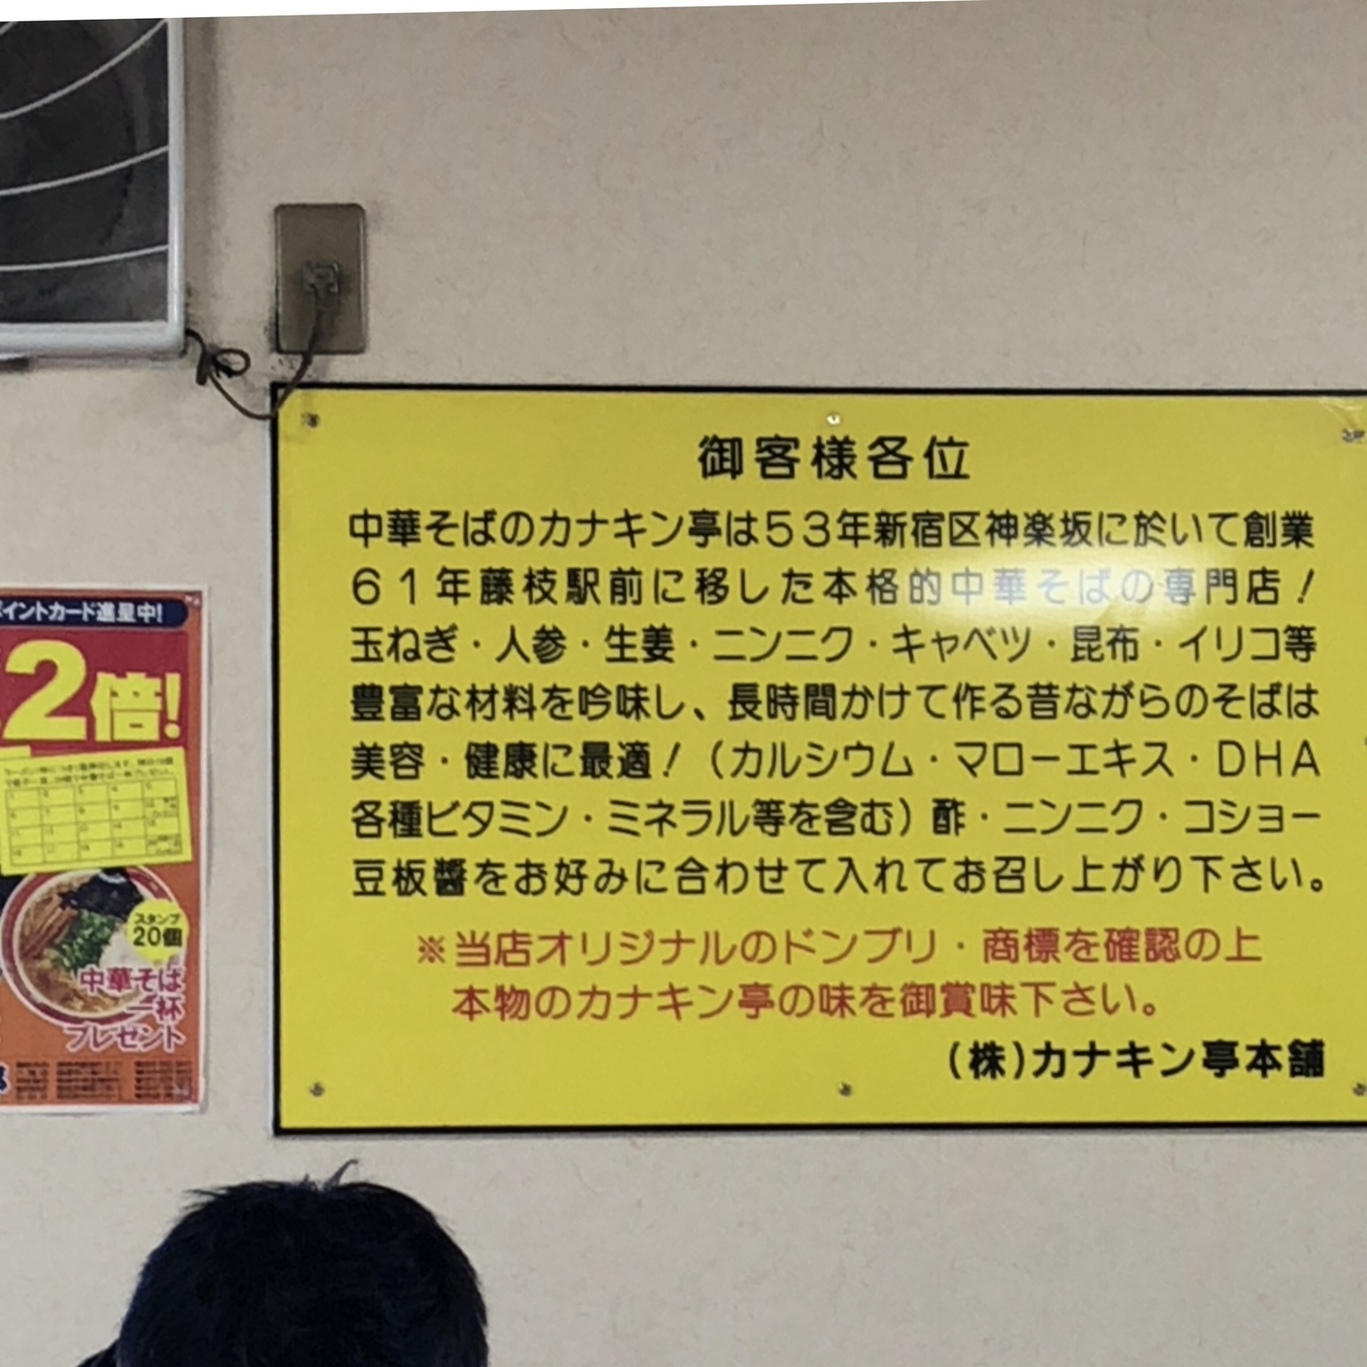 御客様各位
中華そばのカナキン亭は５３年新宿区神楽坂に於いて創業
６１年藤枝駅前に移した本格的中華そばの専門店！
玉ねぎ・人参・生姜・ニンニク・キャベツ・昆布・イリコ等
豊富な材料を吟味し、長時間かけて作る昔ながらのそばは
美容・健康に最適！（カルシウム・マローエキス・ＤＨＡ
各種ビタミン・ミネラル等を含む）酢・ニンニク・コショー
豆板醤をお好みに合わせて入れてお召し上がり下さい。
※当店オリジナルのドンブリ・商標を確認の上
本物のカナキン亭の味を御賞味下さい。
(株)カナキン亭本舗
イントカード進呈中!
2倍!
スタンプ
20個
中華そば
一杯
プレゼント